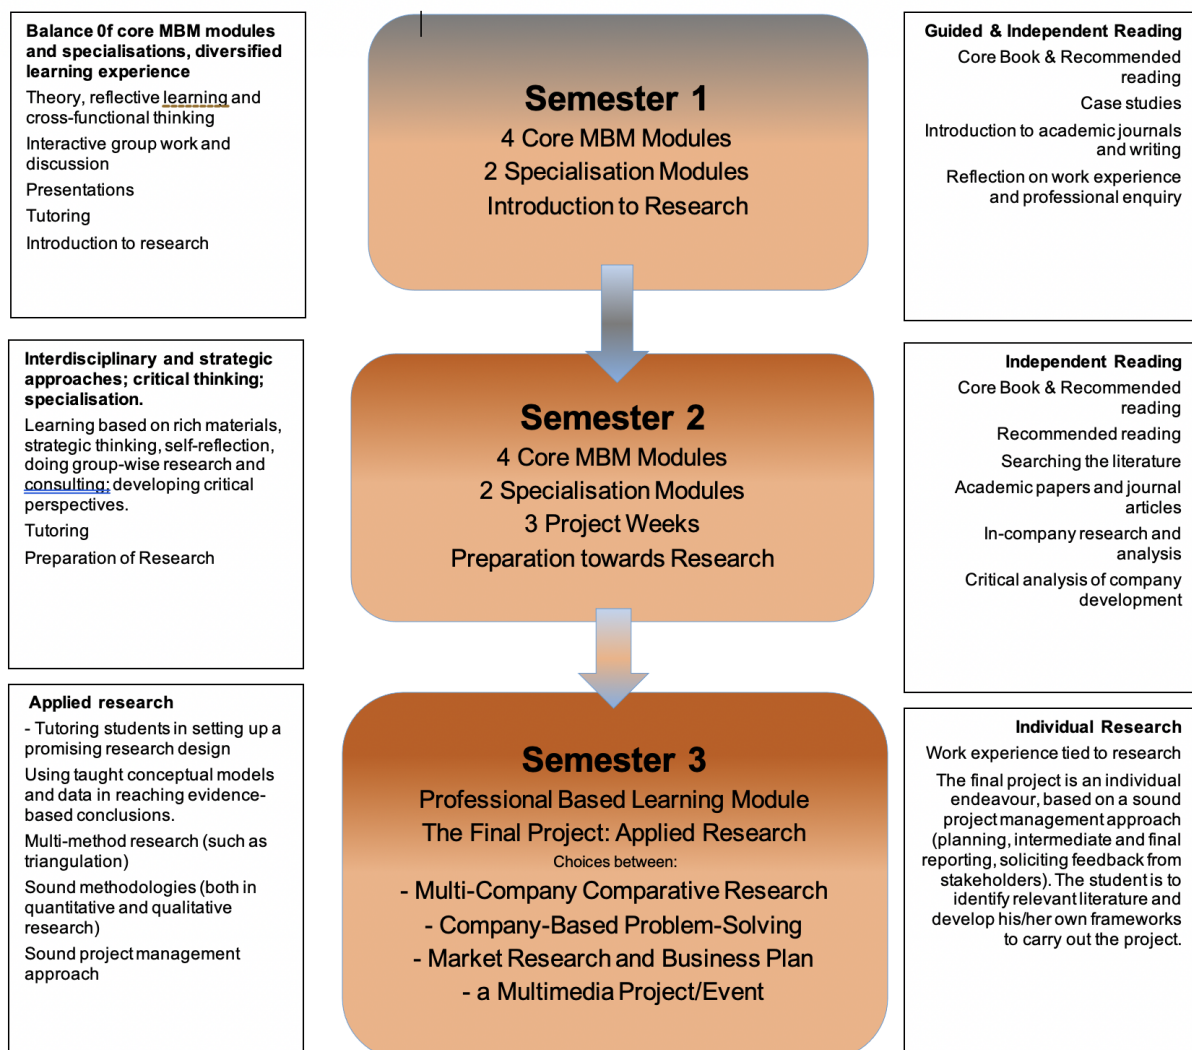 Balance 0f core MBM modules
and specialisations, diversified
learning experience
Theory, reflective learning and
cross-functional thinking
Interactive group work and
discussion
Presentations
Tutoring
Introduction to research
Semester 1
4 Core MBM Modules
2 Specialisation Modules
Introduction to Research
Guided & Independent Reading
Core Book & Recommended
reading
Case studies
Introduction to academic journals
and writing
Reflection on work experience
and professional enquiry
Interdisciplinary and strategic
approaches; critical thinking;
specialisation.
Learning based on rich materials,
strategic thinking, self-reflection,
doing group-wise research and
consulting; developing critical
perspectives.
Tutoring
Preparation of Research
Semester 2
4 Core MBM Modules
2 Specialisation Modules
3 Project Weeks
Preparation towards Research
Independent Reading
Core Book & Recommended
reading
Recommended reading
Searching the literature
Academic papers and journal
articles
In-company research and
analysis
Critical analysis of company
development
Applied research
- Tutoring students in setting up a
promising research design
Using taught conceptual models
and data in reaching evidence-
based conclusions.
Multi-method research (such as
triangulation)
Sound methodologies (both in
quantitative and qualitative
research)
Sound project management
approach
Semester 3
Professional Based Learning Module
The Final Project: Applied Research
Choices between:
- Multi-Company Comparative Research
- Company-Based Problem-Solving
- Market Research and Business Plan
- a Multimedia Project/Event
Individual Research
Work experience tied to research
The final project is an individual
endeavour, based on a sound
project management approach
(planning, intermediate and final
reporting, soliciting feedback from
stakeholders). The student is to
identify relevant literature and
develop his/her own frameworks
to carry out the project.